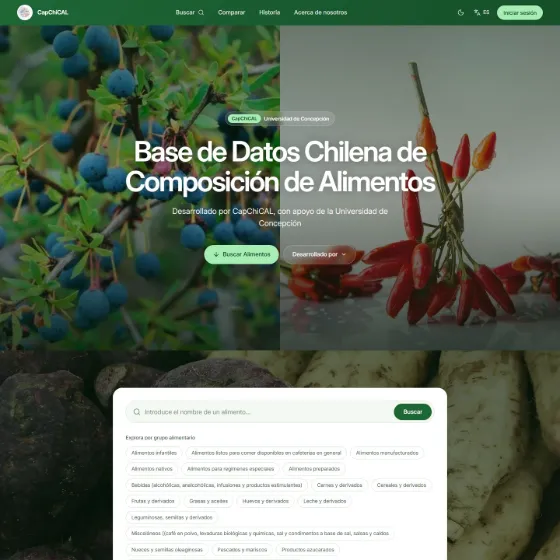 CapChiCAL
Buscar
Comparar
Historia
Acerca de nosotros
ES
Iniciar sesión
CapChiCAL Universidad de Concepción
Base de Datos Chilena de
Composición de Alimentos
Desarrollado por CapChiCAL, con apoyo de la Universidad de
Concepción
Buscar Alimentos
Desarrollado por
Introduce el nombre de un alimento...
Buscar
Explora por grupo alimentario
Alimentos infantiles
Alimentos listos para comer disponibles en cafeterías en general
Alimentos manufacturados
Alimentos nativos
Alimentos para regímenes especiales
Alimentos preparados
Bebidas (alcohólicas, analcohólicas, infusiones y productos estimulantes)
Carnes y derivados
Cereales y derivados
Frutas y derivados
Grasas y aceites
Huevos y derivados
Leche y derivados
Leguminosas, semillas y derivados
Misceláneos ((café en polvo, levaduras biológicas y químicas, sal y condimentos a base de sal, salsas y caldos
Nueces y semillas oleaginosas
Pescados y mariscos
Productos azucarados